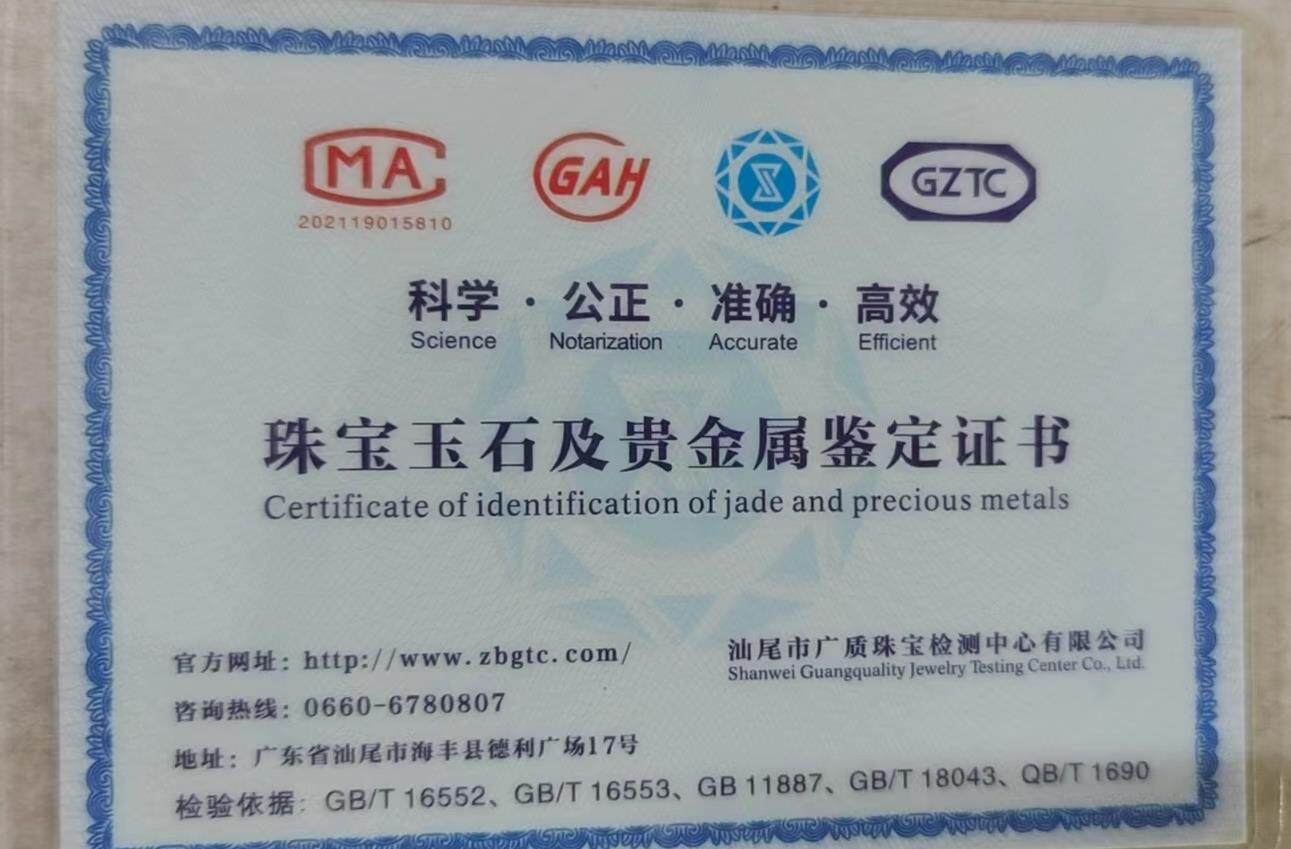 MA
202119015810
GAH
GZTC
科学 · 公正 · 准确 · 高效
Science Notarization Accurate Efficient
珠宝玉石及贵金属鉴定证书
Certificate of identification of jade and precious metals
官方网址：http://www.zbgtc.com/
汕尾市广质珠宝检测中心有限公司
Shanwei Guangquality Jewelry Testing Center Co., Ltd.
咨询热线：0660-6780807
地址：广东省汕尾市海丰县德利广场17号
检验依据：GB/T 16552、GB/T 16553、GB 11887、GB/T 18043、QB/T 1690